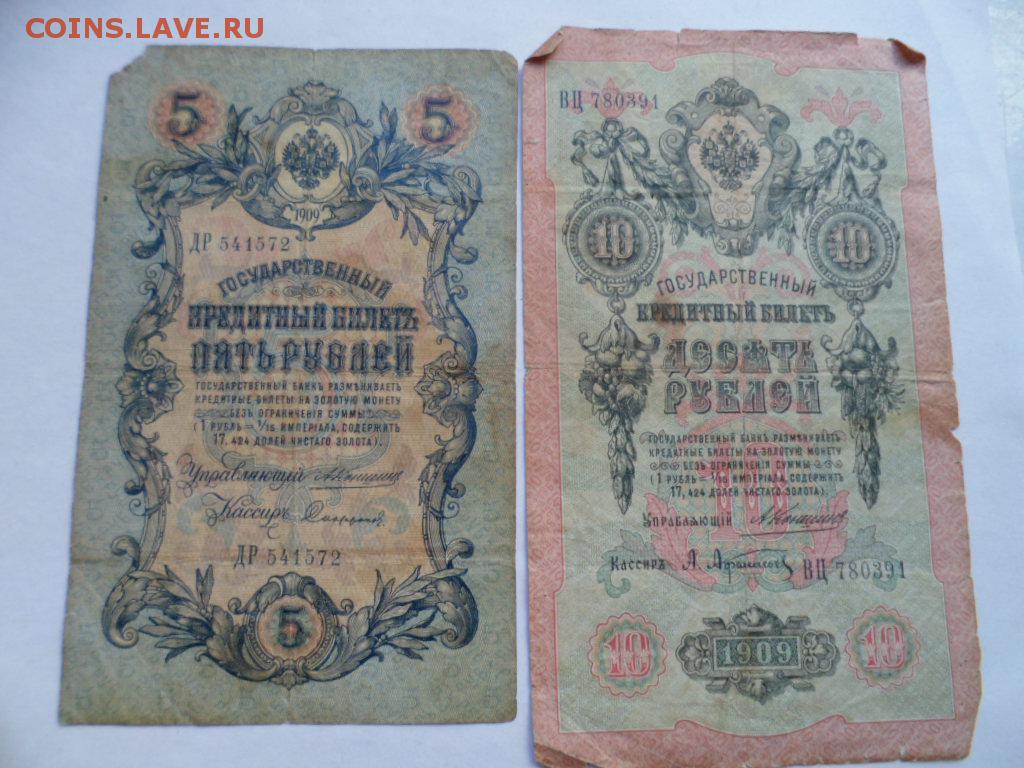 COINS.LAVE.RU
5 5
1909
ДР 541572
ГОСУДАРСТВЕННЫЙ
КРЕДИТНЫЙ БИЛЕТЪ
ПЯТЬ РУБЛЕЙ
ГОСУДАРСТВЕННЫЙ БАНКЪ РАЗМѢНИВАЕТЪ
КРЕДИТНЫЕ БИЛЕТЫ НА ЗОЛОТУЮ МОНЕТУ
БЕЗЪ ОГРАНИЧЕНІЯ СУММЫ
(1 РУБЛЬ = 1/15 ИМПЕРІАЛА, СОДЕРЖИТЪ
17,424 ДОЛЕЙ ЧИСТАГО ЗОЛОТА).
Управляющій
Кассиръ
ДР 541572
5
ВЦ 780391
10 10
ГОСУДАРСТВЕННЫЙ
КРЕДИТНЫЙ БИЛЕТЪ
ДЕСЯТЬ
РУБЛЕЙ
ГОСУДАРСТВЕННЫЙ БАНКЪ РАЗМѢНИВАЕТЪ
КРЕДИТНЫЕ БИЛЕТЫ НА ЗОЛОТУЮ МОНЕТУ
БЕЗЪ ОГРАНИЧЕНІЯ СУММЫ
(1 РУБЛЬ = 1/15 ИМПЕРІАЛА, СОДЕРЖИТЪ
17,424 ДОЛЕЙ ЧИСТАГО ЗОЛОТА).
10
УПРАВЛЯЮЩІЙ
КАССИРЪ А. Афанасьевъ ВЦ 780391
10 1909 10